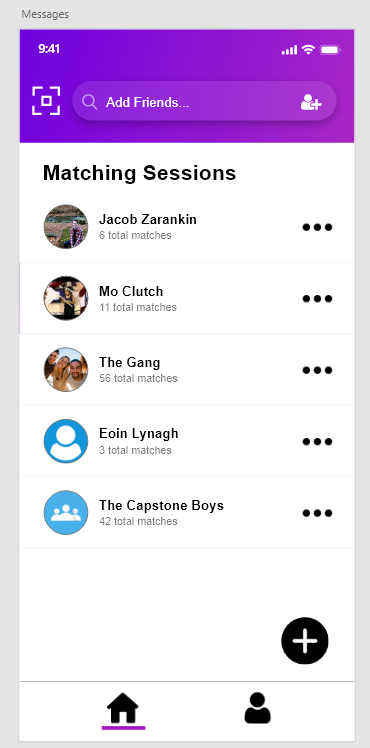 Messages
9:41
Add Friends...
Matching Sessions
Jacob Zarankin
6 total matches
Mo Clutch
11 total matches
The Gang
56 total matches
Eoin Lynagh
3 total matches
The Capstone Boys
42 total matches